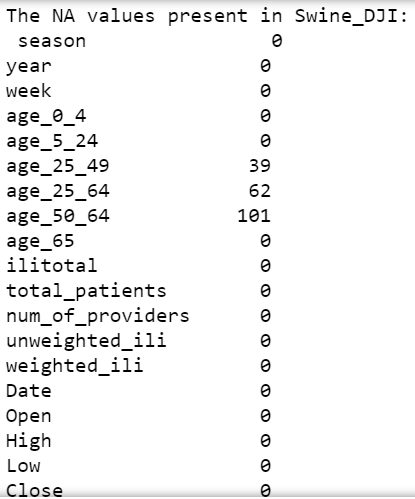 The NA values present in Swine_DJI:
season 0
year 0
week 0
age_0_4 0
age_5_24 0
age_25_49 39
age_25_64 62
age_50_64 101
age_65 0
ilitotal 0
total_patients 0
num_of_providers 0
unweighted_ili 0
weighted_ili 0
Date 0
Open 0
High 0
Low 0
Close 0